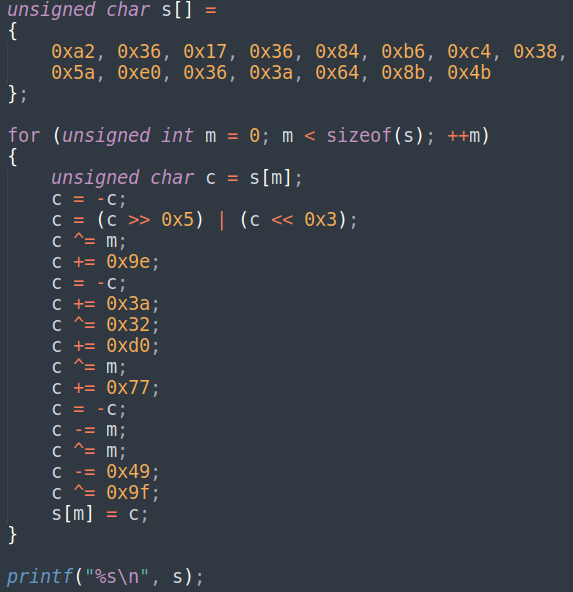 unsigned char s[] =
{
    0xa2, 0x36, 0x17, 0x36, 0x84, 0xb6, 0xc4, 0x38,
    0x5a, 0xe0, 0x36, 0x3a, 0x64, 0x8b, 0x4b
};

for (unsigned int m = 0; m < sizeof(s); ++m)
{
    unsigned char c = s[m];
    c = -c;
    c = (c >> 0x5) | (c << 0x3);
    c ^= m;
    c += 0x9e;
    c = -c;
    c += 0x3a;
    c ^= 0x32;
    c += 0xd0;
    c ^= m;
    c += 0x77;
    c = -c;
    c -= m;
    c ^= m;
    c -= 0x49;
    c ^= 0x9f;
    s[m] = c;
}

printf("%s\n", s);